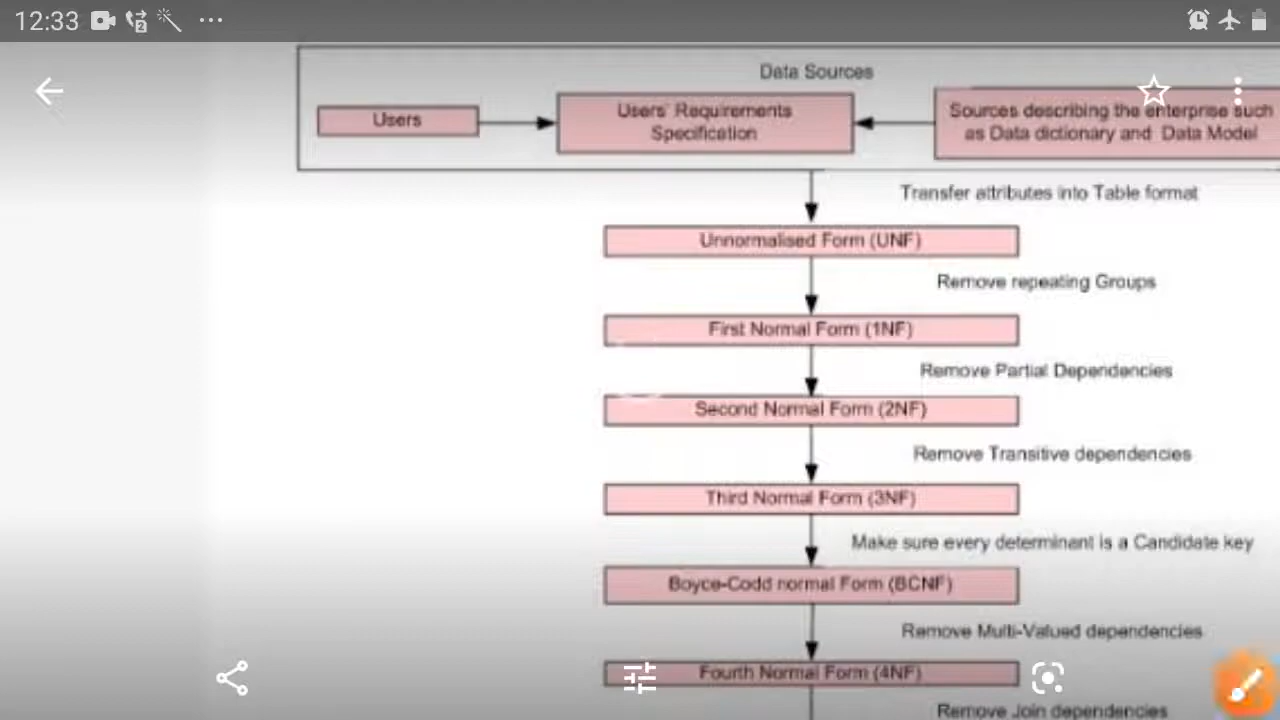 12:33
Data Sources
Users
Users' Requirements
Specification
Sources describing the enterprise such
as Data dictionary and Data Model
Transfer attributes into Table format
Unnormalised Form (UNF)
Remove repeating Groups
First Normal Form (1NF)
Remove Partial Dependencies
Second Normal Form (2NF)
Remove Transitive dependencies
Third Normal Form (3NF)
Make sure every determinant is a Candidate key
Boyce-Codd normal Form (BCNF)
Remove Multi-Valued dependencies
Fourth Normal Form (4NF)
Remove Join dependencies